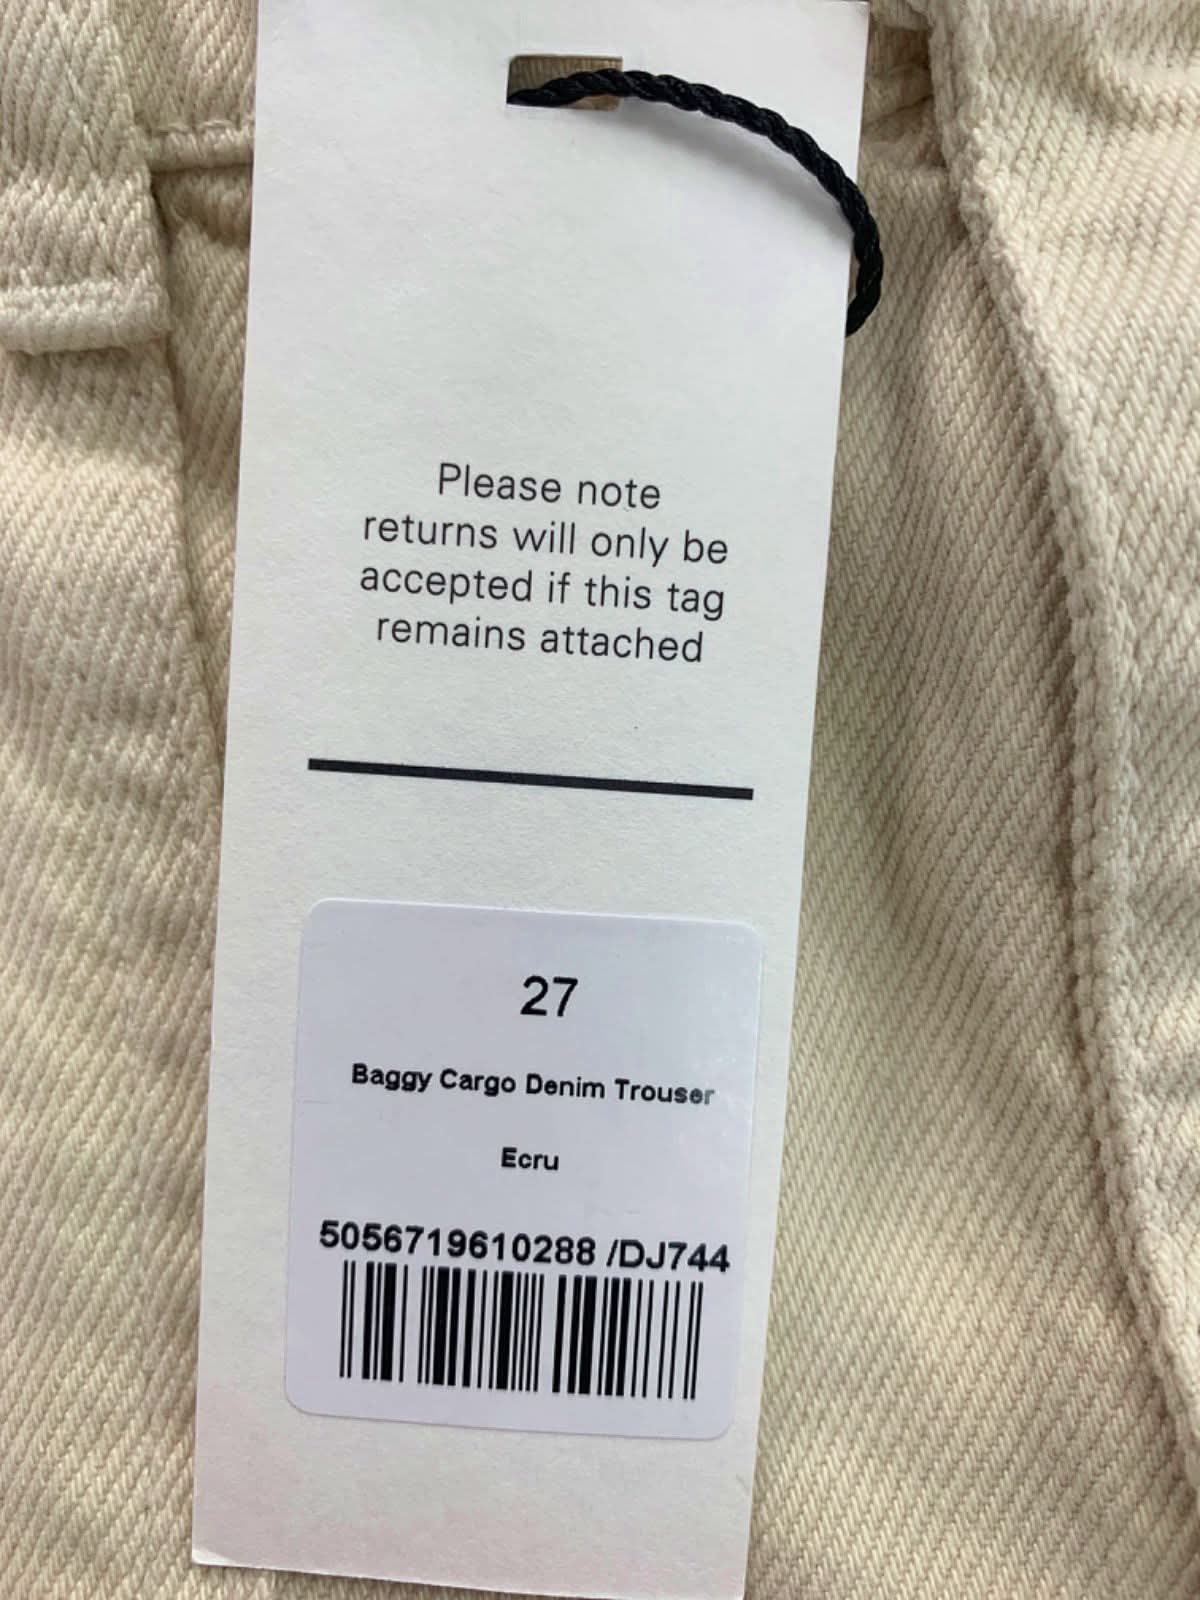 Please note
returns will only be
accepted if this tag
remains attached
27
Baggy Cargo Denim Trouser
Ecru
5056719610288 /DJ744